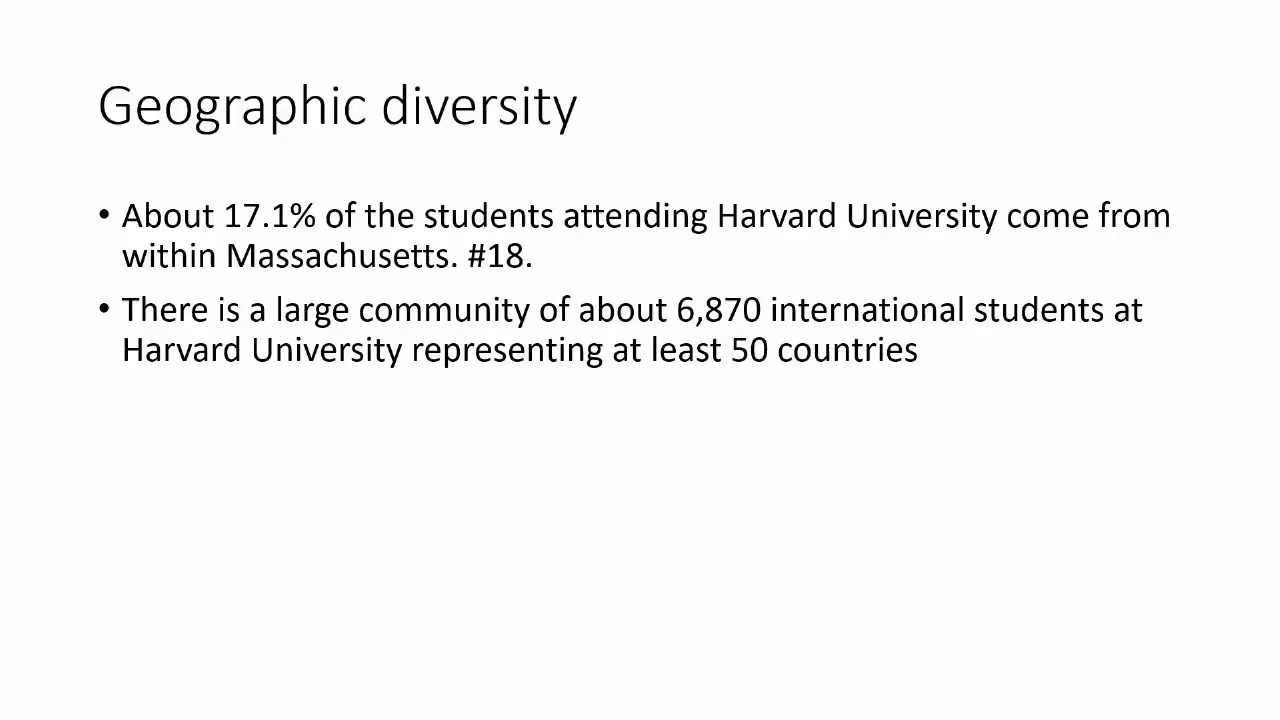 Geographic diversity
• About 17.1% of the students attending Harvard University come from
within Massachusetts. #18.
• There is a large community of about 6,870 international students at
Harvard University representing at least 50 countries